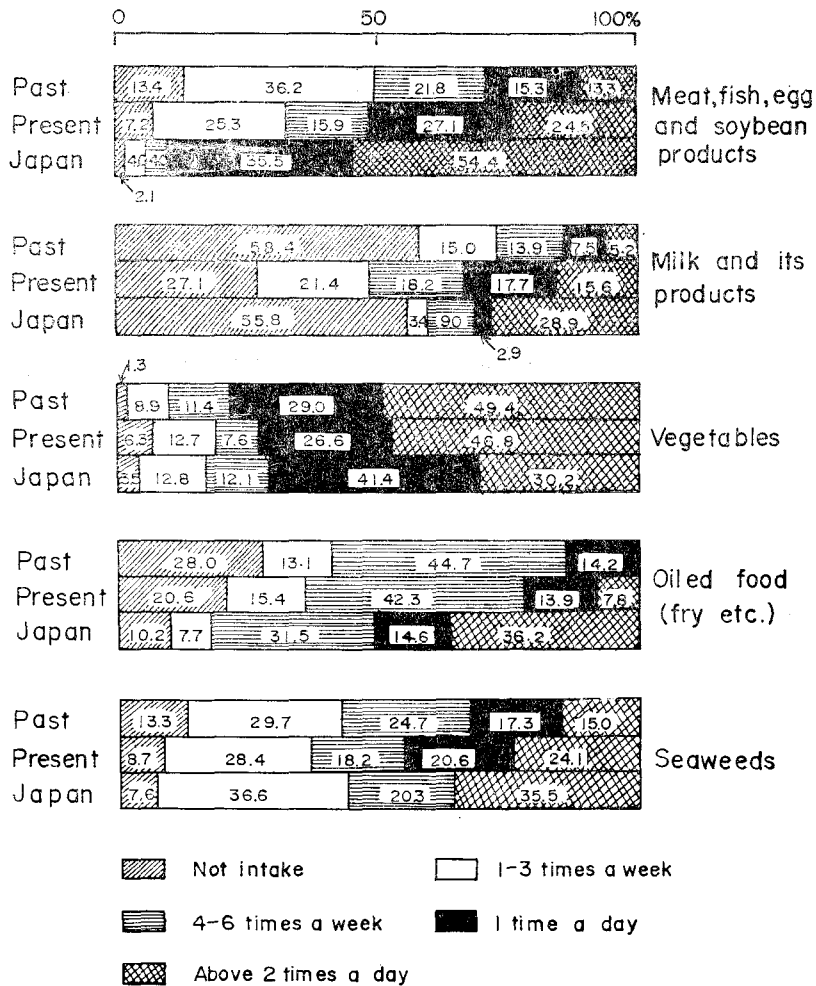 0 50 100%
Past 13.4 36.2 21.8 15.3 13.3
Present 7.2 25.3 15.9 27.1 24.5
Japan 4.0 4.0 35.5 54.4
2.1
Meat, fish, egg
and soybean
products
Past 58.4 15.0 13.9 7.5 5.2
Present 27.1 21.4 18.2 17.7 15.6
Japan 55.8 3.4 9.0 28.9
2.9
Milk and its
products
1.3
Past 8.9 11.4 29.0 49.4
Present 6.3 12.7 7.6 26.6 46.8
Japan 3.5 12.8 12.1 41.4 30.2
Vegetables
Past 28.0 13.1 44.7 14.2
Present 20.6 15.4 42.3 13.9 7.8
Japan 10.2 7.7 31.5 14.6 36.2
Oiled food
(fry etc.)
Past 13.3 29.7 24.7 17.3 15.0
Present 8.7 28.4 18.2 20.6 24.1
Japan 7.6 36.6 20.3 35.5
Seaweeds
Not intake
1-3 times a week
4-6 times a week
1 time a day
Above 2 times a day